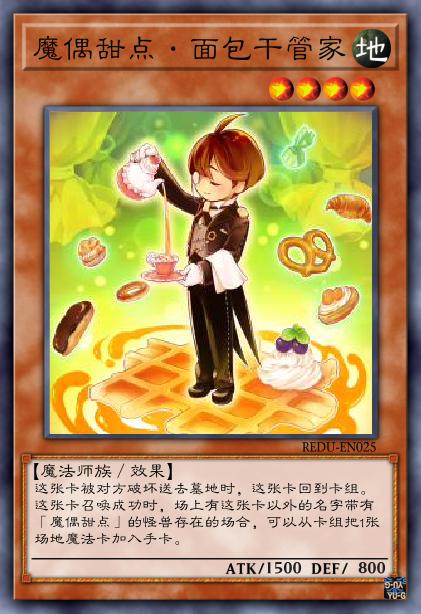 魔偶甜点·面包干管家
地
REDU-EN025
【魔法师族/效果】
这张卡被对方破坏送去墓地时，这张卡回到卡组。
这张卡召唤成功时，场上有这张卡以外的名字带有
「魔偶甜点」的怪兽存在的场合，可以从卡组把1张
场地魔法卡加入手卡。
ATK/1500 DEF/ 800